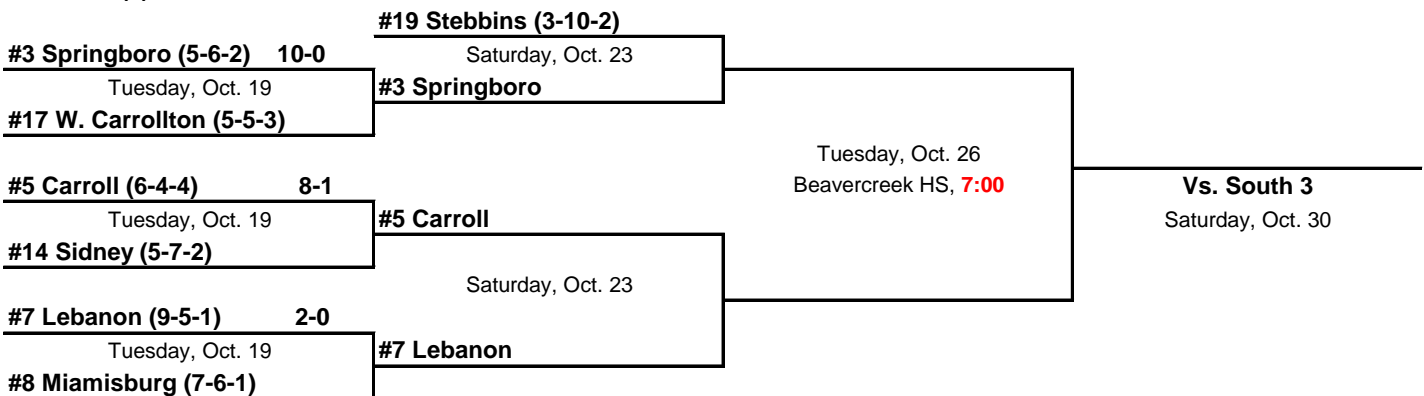 #19 Stebbins (3-10-2)
#3 Springboro (5-6-2) 10-0
Saturday, Oct. 23
Tuesday, Oct. 19
#3 Springboro
#17 W. Carrollton (5-5-3)
Tuesday, Oct. 26
#5 Carroll (6-4-4) 8-1
Beavercreek HS, 7:00
Vs. South 3
Tuesday, Oct. 19
#5 Carroll
Saturday, Oct. 30
#14 Sidney (5-7-2)
Saturday, Oct. 23
#7 Lebanon (9-5-1) 2-0
Tuesday, Oct. 19
#7 Lebanon
#8 Miamisburg (7-6-1)